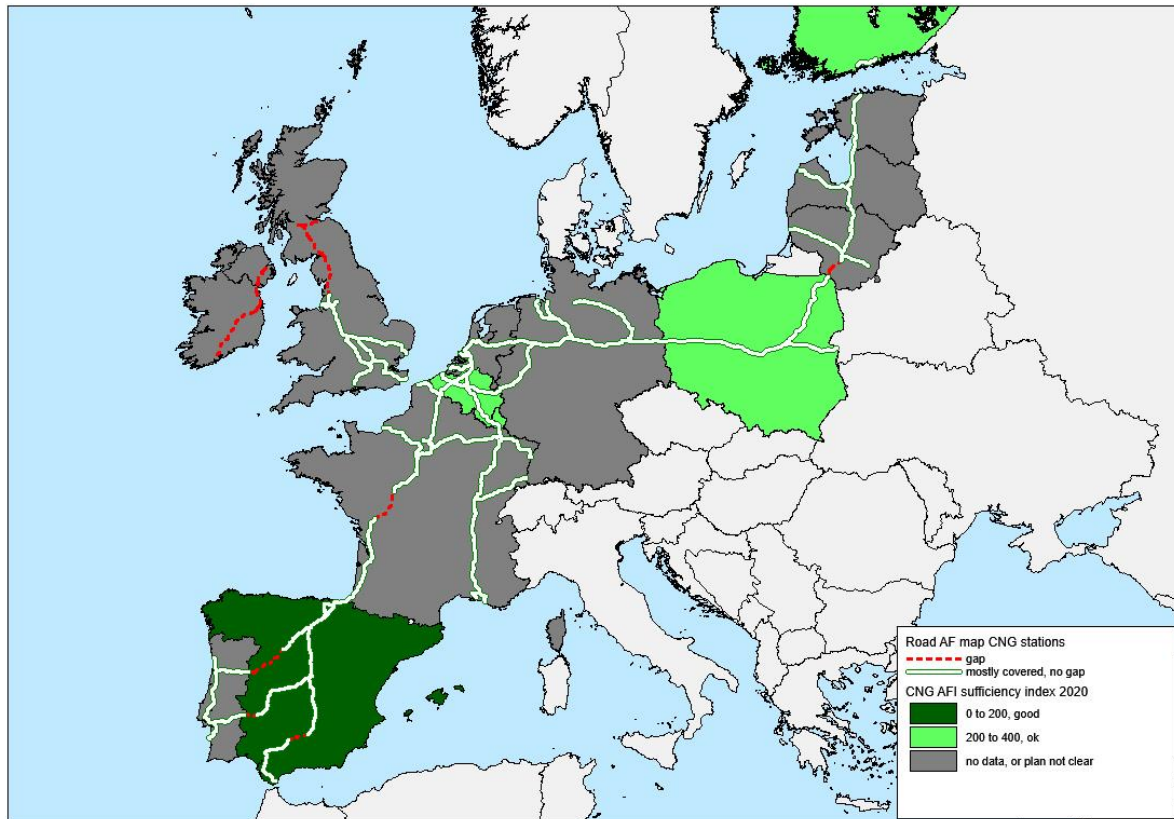 Road AF map CNG stations
gap
mostly covered, no gap
CNG AFI sufficiency index 2020
0 to 200, good
200 to 400, ok
no data, or plan not clear